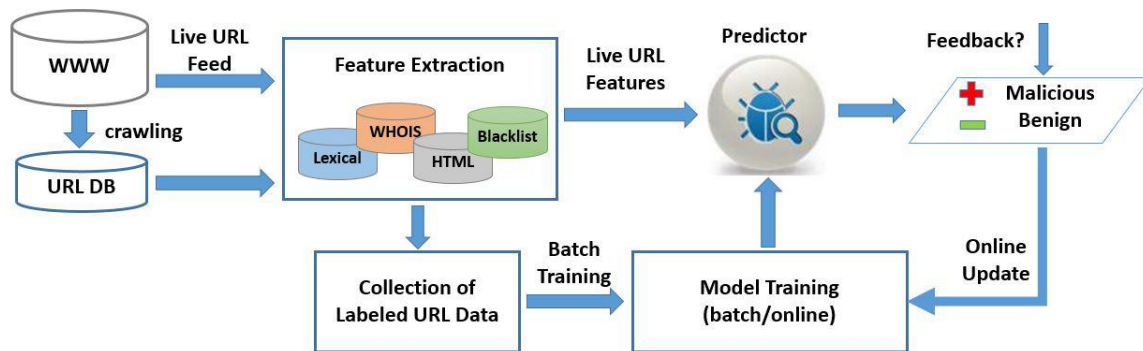 WWW
Live URL
Feed
crawling
URL DB
Feature Extraction
Lexical
WHOIS
HTML
Blacklist
Live URL
Features
Predictor
Feedback?
Malicious
Benign
Collection of
Labeled URL Data
Batch
Training
Model Training
(batch/online)
Online
Update